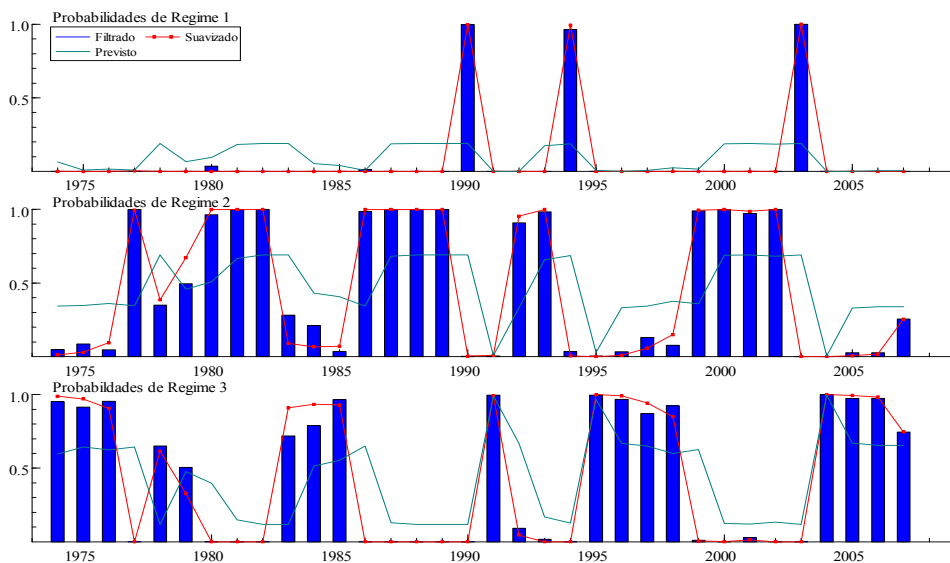 Probabilidades de Regime 1
1.0
Filtrado
Suavizado
Previsto
0.5
1975 1980 1985 1990 1995 2000 2005
1.0
Probabilidades de Regime 2
0.5
1975 1980 1985 1990 1995 2000 2005
Probabilidades de Regime 3
1.0
0.5
1975 1980 1985 1990 1995 2000 2005